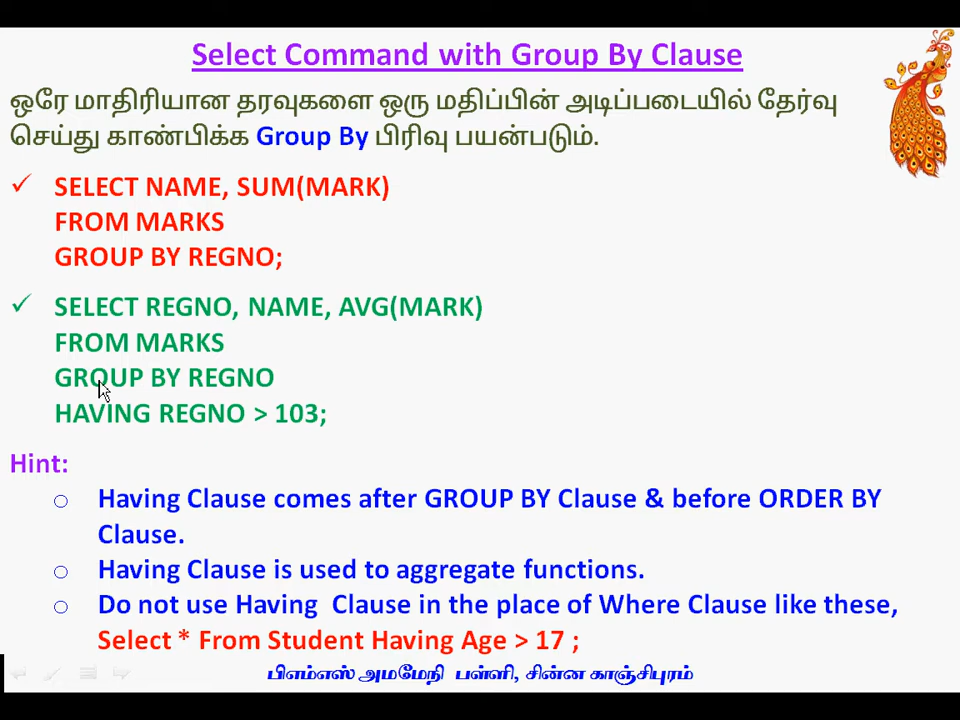 Select Command with Group By Clause
ஒரே மாதிரியான தரவுகளை ஒரு மதிப்பின் அடிப்படையில் தேர்வு
செய்து காண்பிக்க Group By பிரிவு பயன்படும்.
✓ SELECT NAME, SUM(MARK)
FROM MARKS
GROUP BY REGNO;
✓ SELECT REGNO, NAME, AVG(MARK)
FROM MARKS
GROUP BY REGNO
HAVING REGNO > 103;
Hint:
o Having Clause comes after GROUP BY Clause & before ORDER BY
Clause.
o Having Clause is used to aggregate functions.
o Do not use Having Clause in the place of Where Clause like these,
Select * From Student Having Age > 17 ;
பிஎம்எஸ் அமமேநி பள்ளி, சின்ன காஞ்சிபுரம்